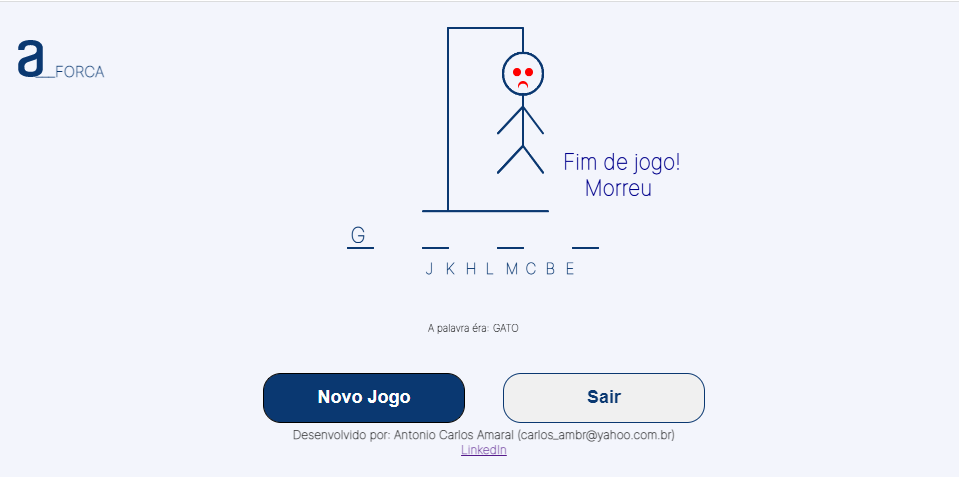 a__FORCA
Fim de jogo!
Morreu
G
J K H L M C B E
A palavra éra: GATO
Novo Jogo
Sair
Desenvolvido por: Antonio Carlos Amaral (carlos_ambr@yahoo.com.br)
LinkedIn